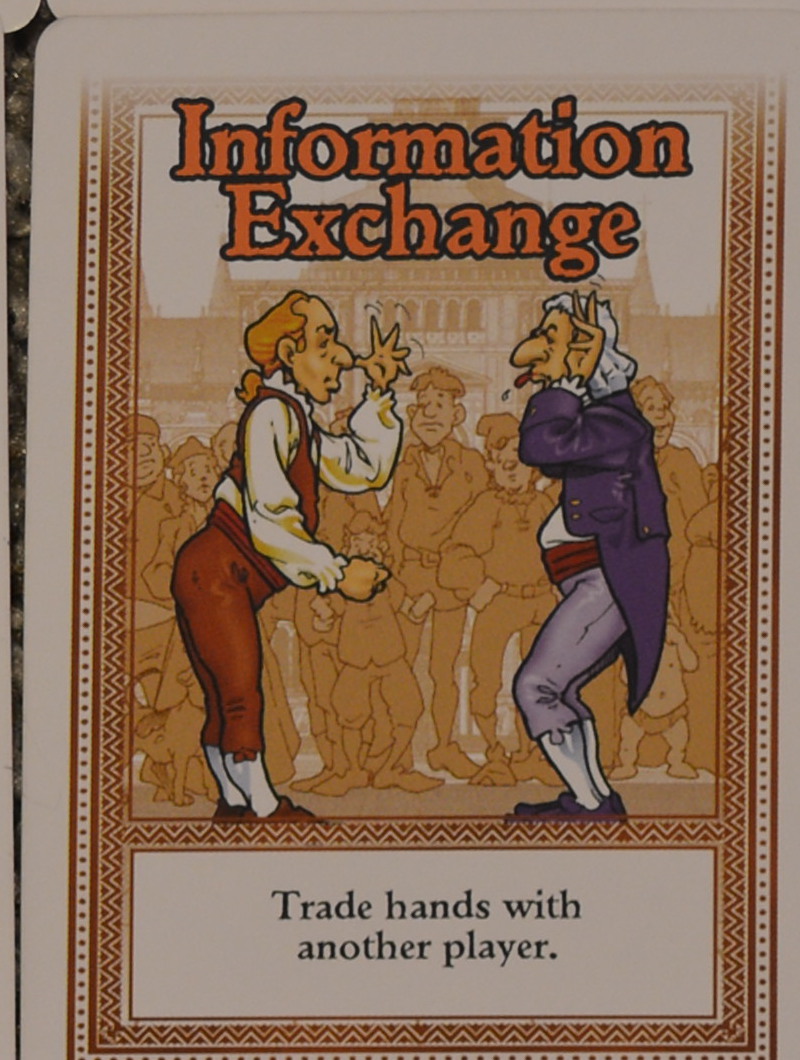 Information
Exchange
Trade hands with
another player.